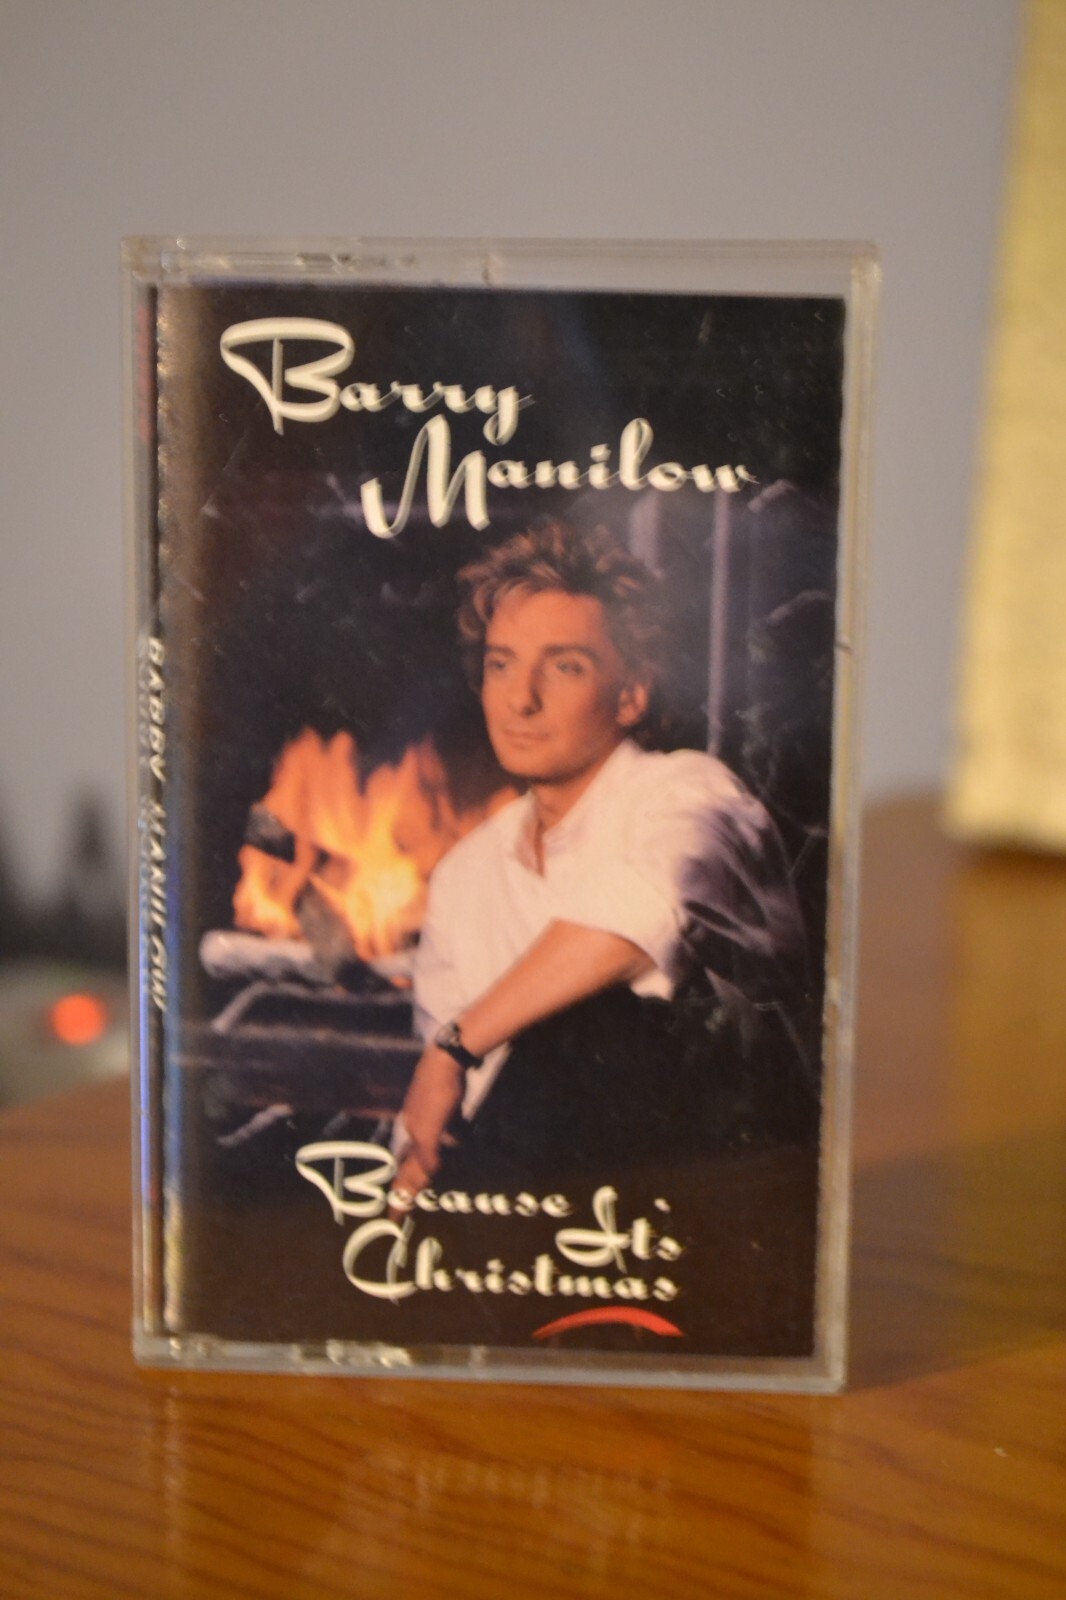 Barry
Manilow
Because It's
Christmas
BARRY MANILOW